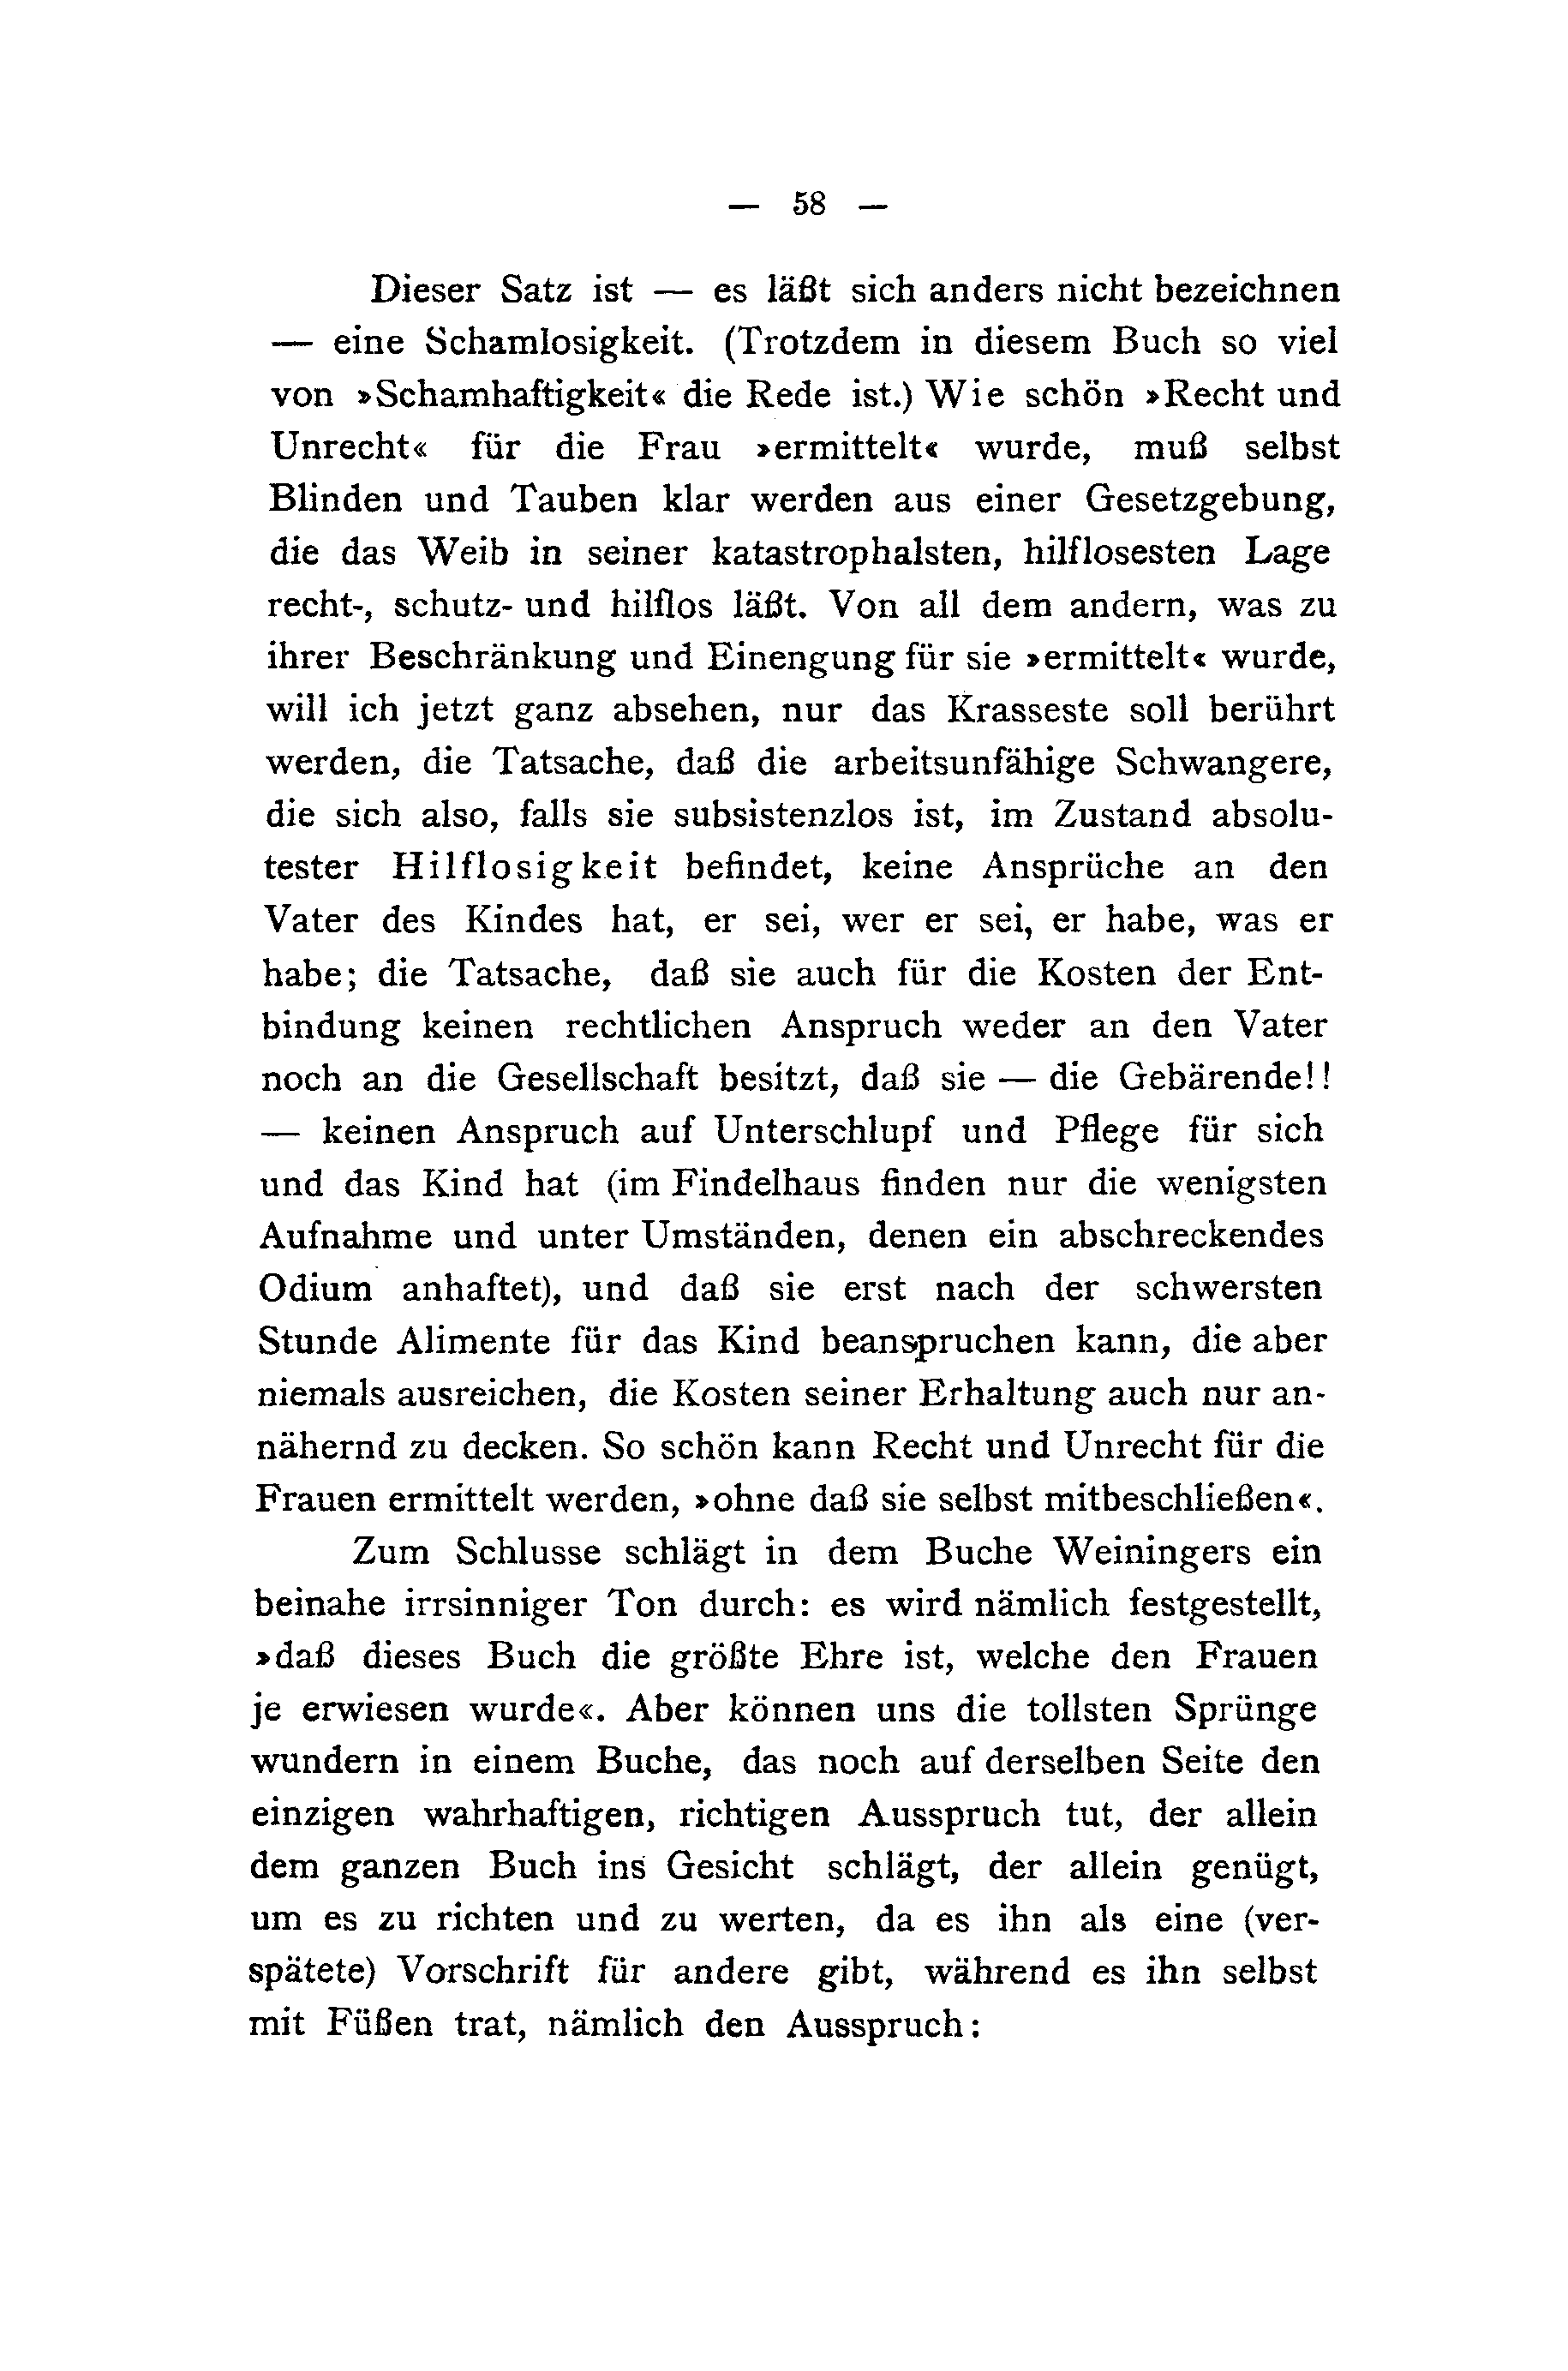 — 58 —
Dieser Satz ist — es läßt sich anders nicht bezeichnen
— eine Schamlosigkeit. (Trotzdem in diesem Buch so viel
von »Schamhaftigkeit« die Rede ist.) Wie schön »Recht und
Unrecht« für die Frau »ermittelt« wurde, muß selbst
Blinden und Tauben klar werden aus einer Gesetzgebung,
die das Weib in seiner katastrophalsten, hilflosesten Lage
recht-, schutz- und hilflos läßt. Von all dem andern, was zu
ihrer Beschränkung und Einengung für sie »ermittelt« wurde,
will ich jetzt ganz absehen, nur das Krasseste soll berührt
werden, die Tatsache, daß die arbeitsunfähige Schwangere,
die sich also, falls sie subsistenzlos ist, im Zustand absolu-
tester Hilflosigkeit befindet, keine Ansprüche an den
Vater des Kindes hat, er sei, wer er sei, er habe, was er
habe; die Tatsache, daß sie auch für die Kosten der Ent-
bindung keinen rechtlichen Anspruch weder an den Vater
noch an die Gesellschaft besitzt, daß sie — die Gebärende!!
— keinen Anspruch auf Unterschlupf und Pflege für sich
und das Kind hat (im Findelhaus finden nur die wenigsten
Aufnahme und unter Umständen, denen ein abschreckendes
Odium anhaftet), und daß sie erst nach der schwersten
Stunde Alimente für das Kind beanspruchen kann, die aber
niemals ausreichen, die Kosten seiner Erhaltung auch nur an-
nähernd zu decken. So schön kann Recht und Unrecht für die
Frauen ermittelt werden, »ohne daß sie selbst mitbeschließen«.
Zum Schlusse schlägt in dem Buche Weiningers ein
beinahe irrsinniger Ton durch: es wird nämlich festgestellt,
»daß dieses Buch die größte Ehre ist, welche den Frauen
je erwiesen wurde«. Aber können uns die tollsten Sprünge
wundern in einem Buche, das noch auf derselben Seite den
einzigen wahrhaftigen, richtigen Ausspruch tut, der allein
dem ganzen Buch ins Gesicht schlägt, der allein genügt,
um es zu richten und zu werten, da es ihn als eine (ver-
spätete) Vorschrift für andere gibt, während es ihn selbst
mit Füßen trat, nämlich den Ausspruch: